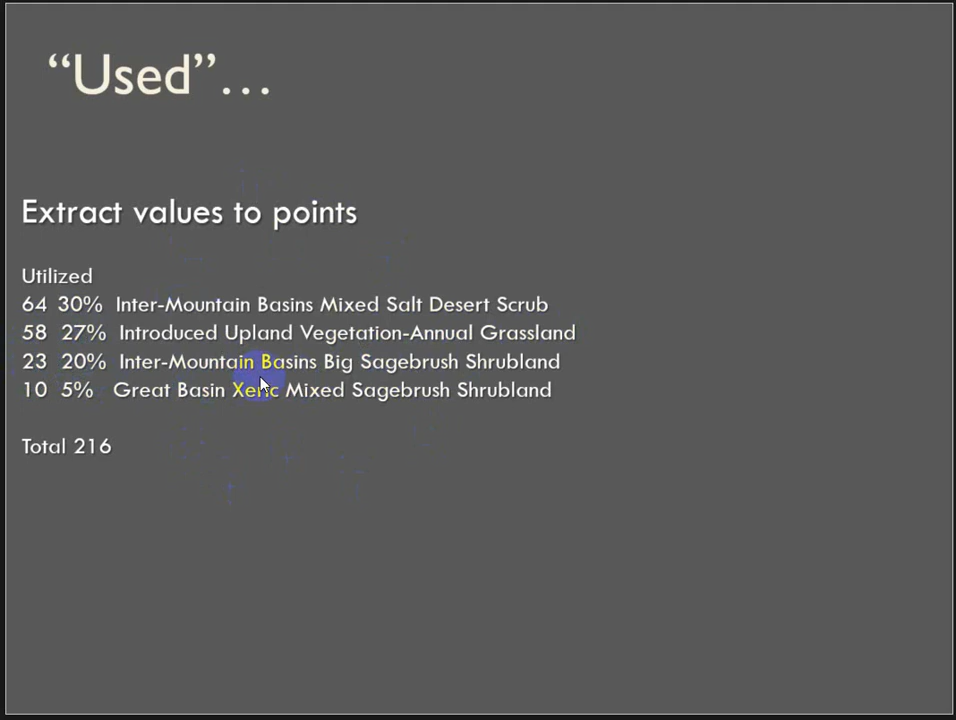 “Used”...
Extract values to points
Utilized
64 30% Inter-Mountain Basins Mixed Salt Desert Scrub
58 27% Introduced Upland Vegetation-Annual Grassland
23 20% Inter-Mountain Basins Big Sagebrush Shrubland
10 5% Great Basin Xeric Mixed Sagebrush Shrubland
Total 216